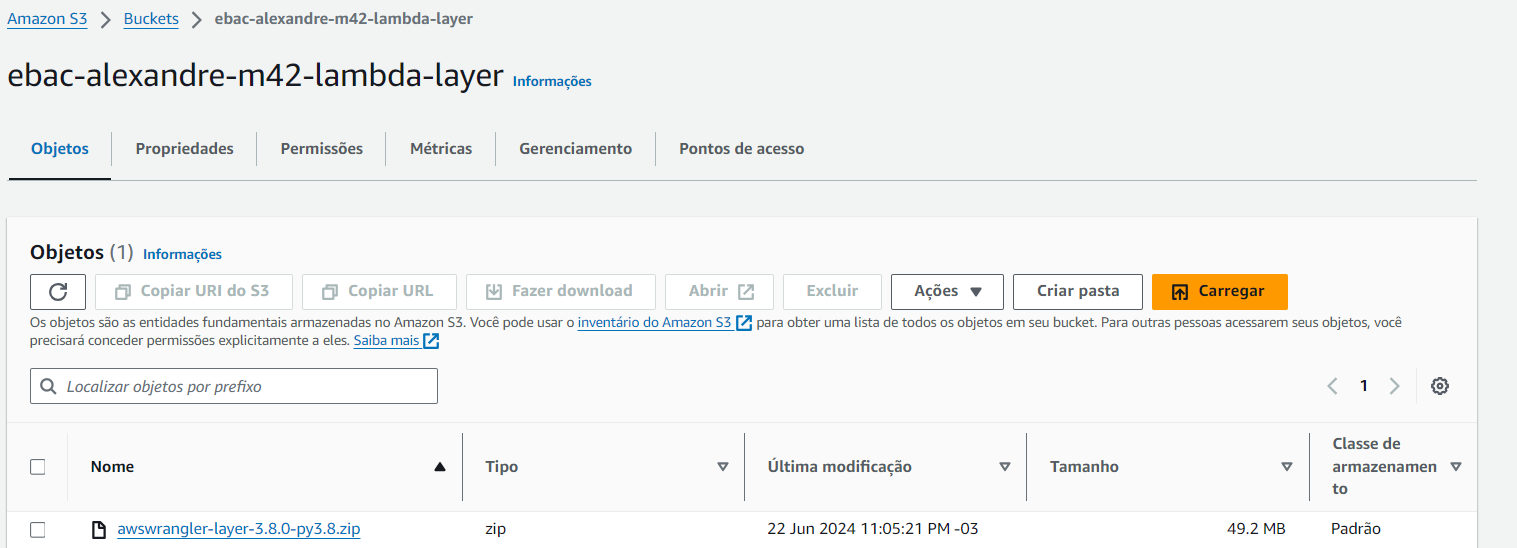 Amazon S3 > Buckets > ebac-alexandre-m42-lambda-layer
ebac-alexandre-m42-lambda-layer Informações
Objetos Propriedades Permissões Métricas Gerenciamento Pontos de acesso
Objetos (1) Informações
Copiar URI do S3 Copiar URL Fazer download Abrir Excluir Ações Criar pasta Carregar
Os objetos são as entidades fundamentais armazenadas no Amazon S3. Você pode usar o inventário do Amazon S3 para obter uma lista de todos os objetos em seu bucket. Para outras pessoas acessarem seus objetos, você
precisará conceder permissões explicitamente a eles. Saiba mais
Localizar objetos por prefixo
1
Nome Tipo Última modificação Tamanho Classe de
armazenamen
to
awswrangler-layer-3.8.0-py3.8.zip zip 22 Jun 2024 11:05:21 PM -03 49.2 MB Padrão